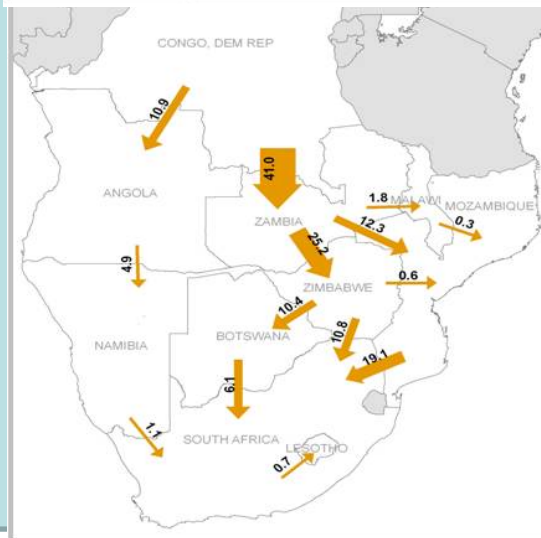 CONGO, DEM REP
10.9
41.0
ANGOLA
1.8
MALAWI
MOZAMBIQUE
ZAMBIA
12.3
0.3
25.2
4.9
0.6
ZIMBABWE
10.4
10.8
NAMIBIA
BOTSWANA
19.1
6.1
1.1
SOUTH AFRICA
LESOTHO
0.7